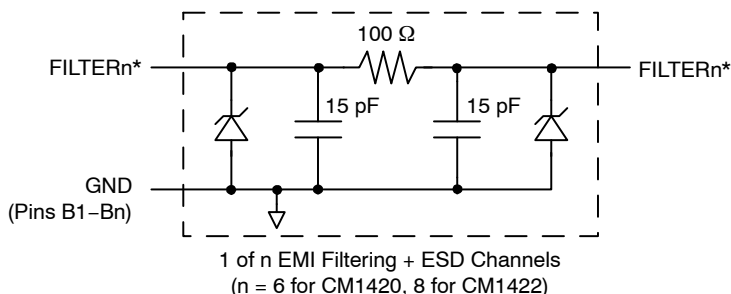 100 Ω
FILTERn*
FILTERn*
15 pF
15 pF
GND
(Pins B1−Bn)
1 of n EMI Filtering + ESD Channels
(n = 6 for CM1420, 8 for CM1422)